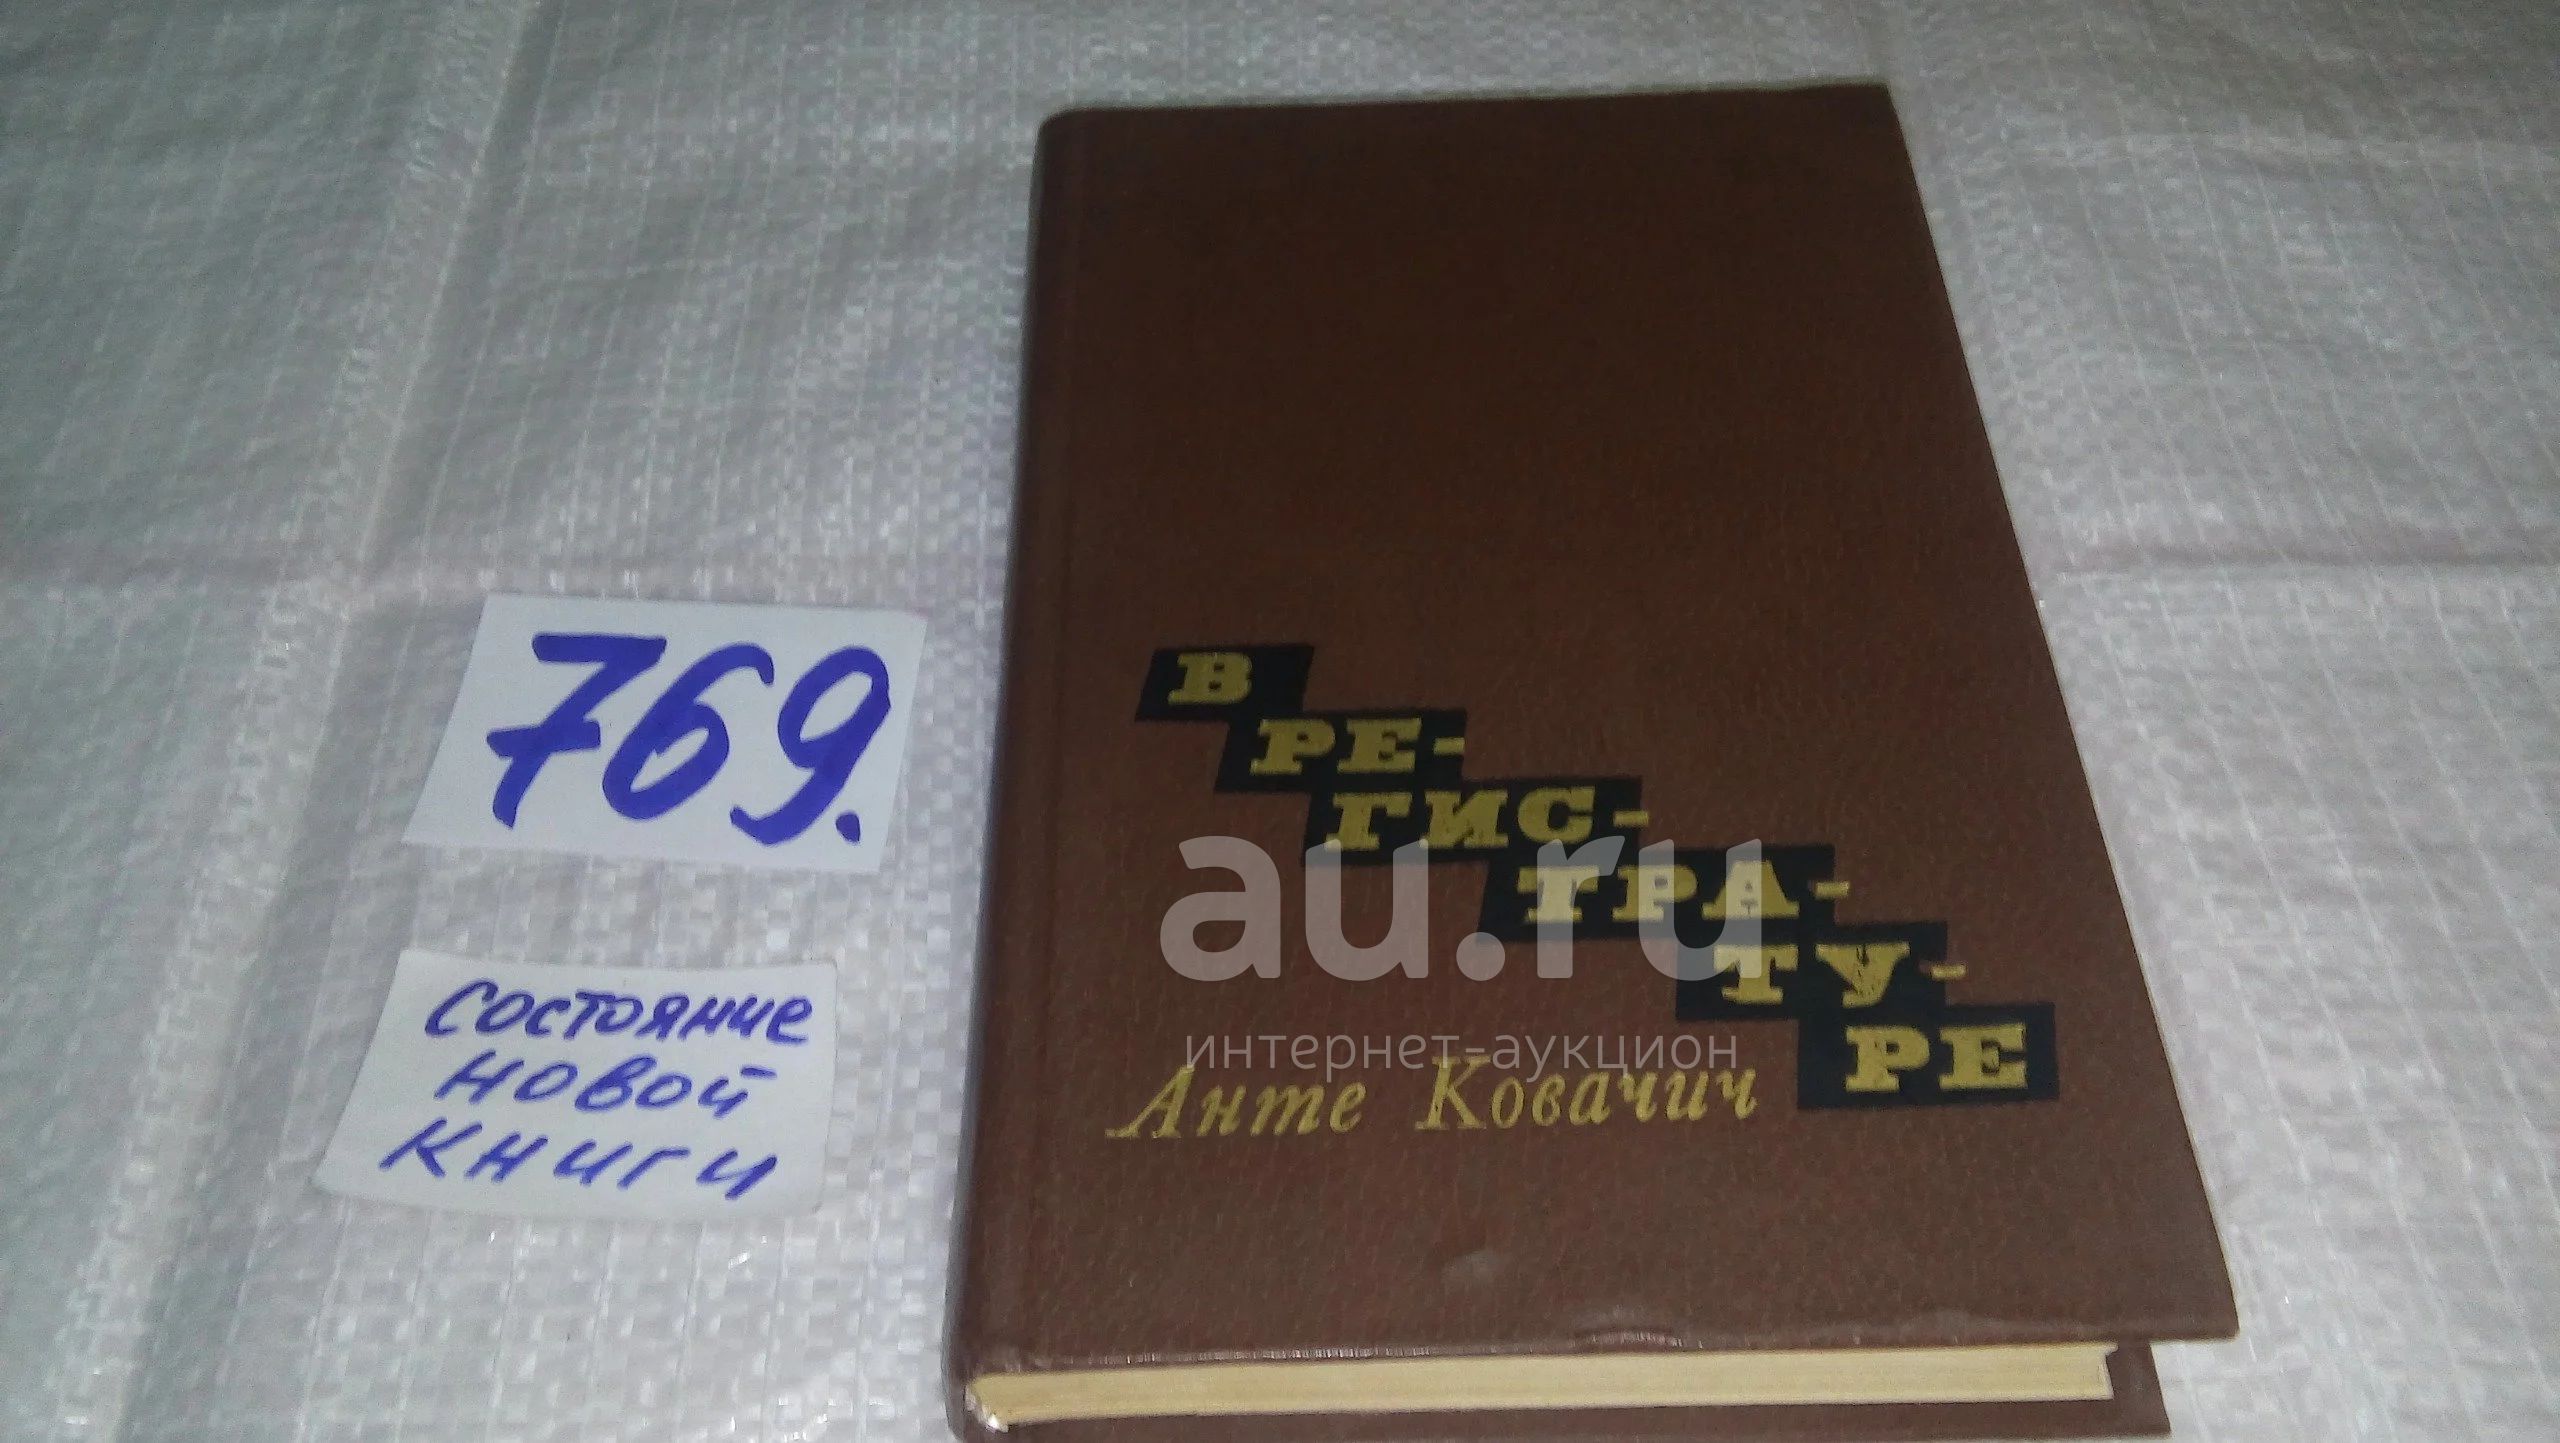 769.
состояние
новой
книги
В
РЕ-
ГИС-
ТРА-
ТУ-
РЕ
Анте Ковачич
au.ru
интернет-аукцион